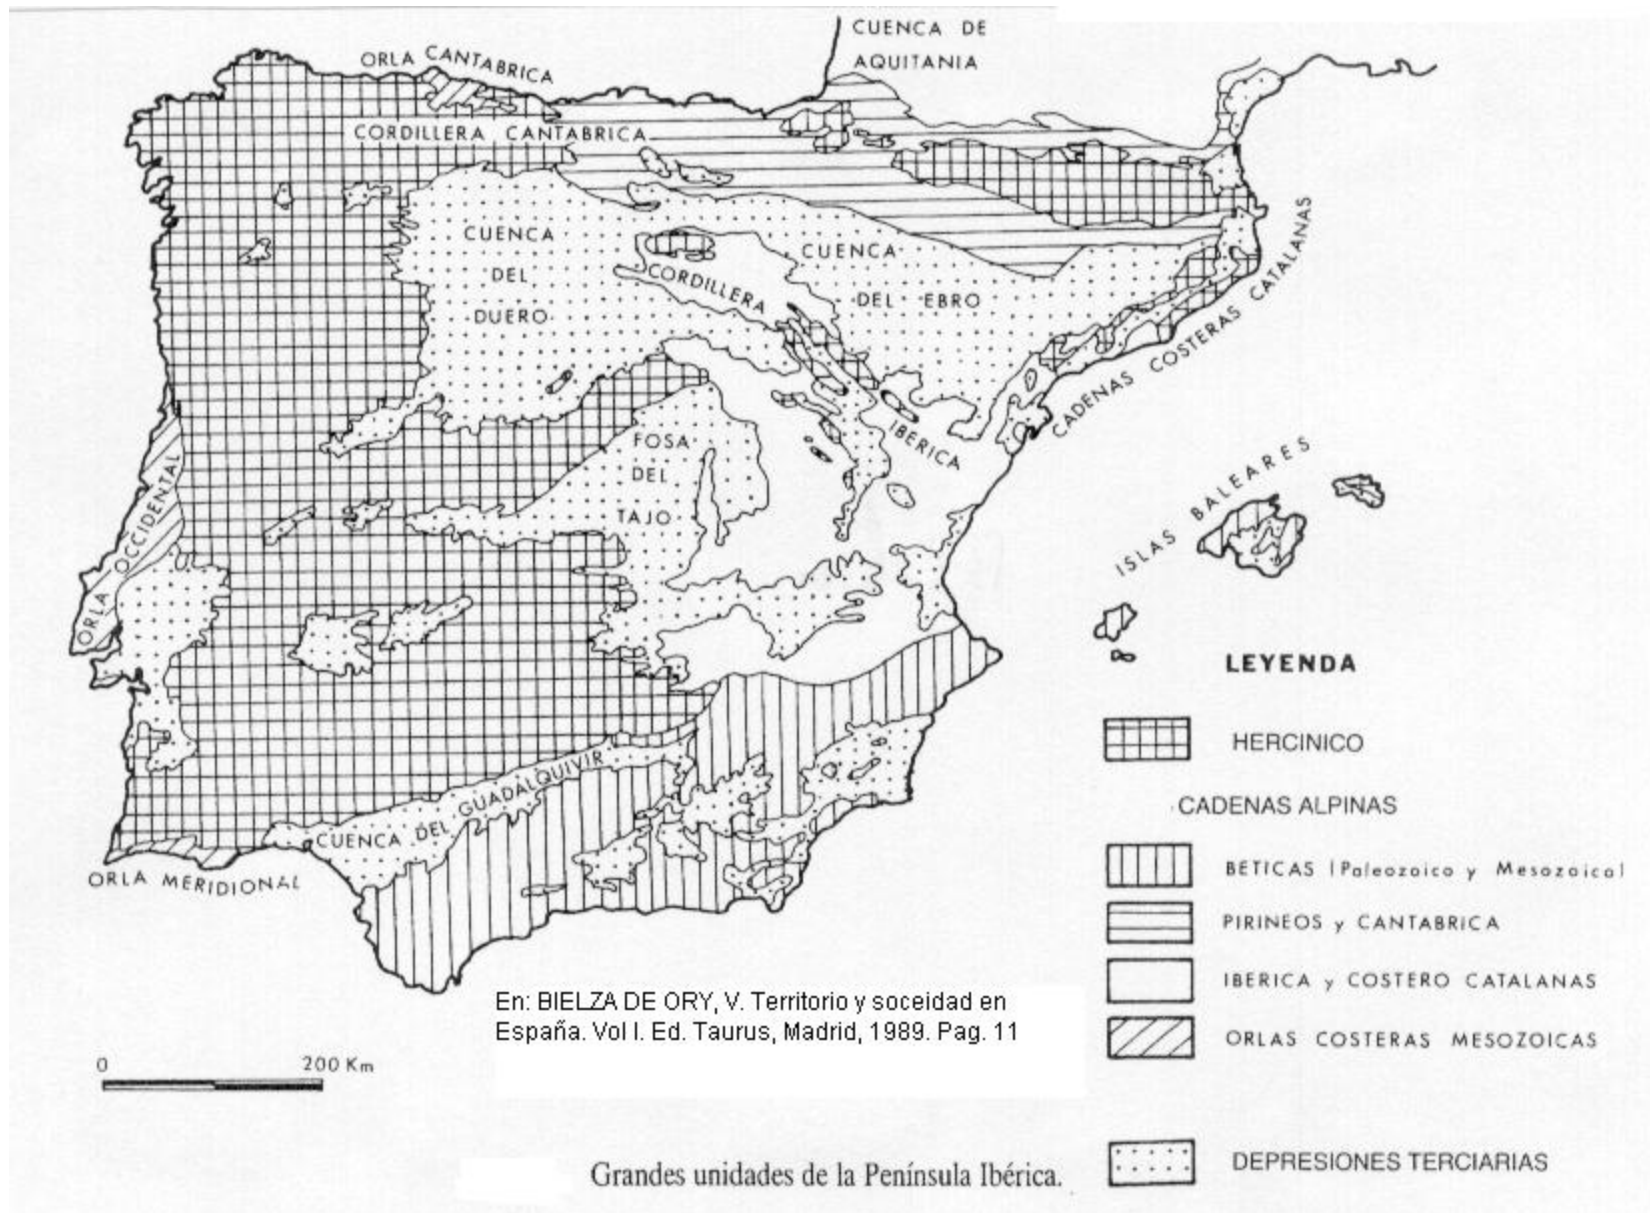 CUENCA DE
AQUITANIA
ORLA CANTABRICA
CORDILLERA CANTABRICA
CUENCA
DEL
DUERO
CUENCA
DEL EBRO
CORDILLERA
IBERICA
CADENAS COSTERAS CATALANAS
FOSA
DEL
TAJO
ORLA OCCIDENTAL
ISLAS BALEARES
CUENCA DEL GUADALQUIVIR
ORLA MERIDIONAL
LEYENDA
HERCINICO
CADENAS ALPINAS
BETICAS (Paleozoico y Mesozoico)
PIRINEOS y CANTABRICA
IBERICA y COSTERO CATALANAS
ORLAS COSTERAS MESOZOICAS
DEPRESIONES TERCIARIAS
En: BIELZA DE ORY, V. Territorio y soceidad en
España. Vol I. Ed. Taurus, Madrid, 1989. Pag. 11
0 200 Km
Grandes unidades de la Península Ibérica.